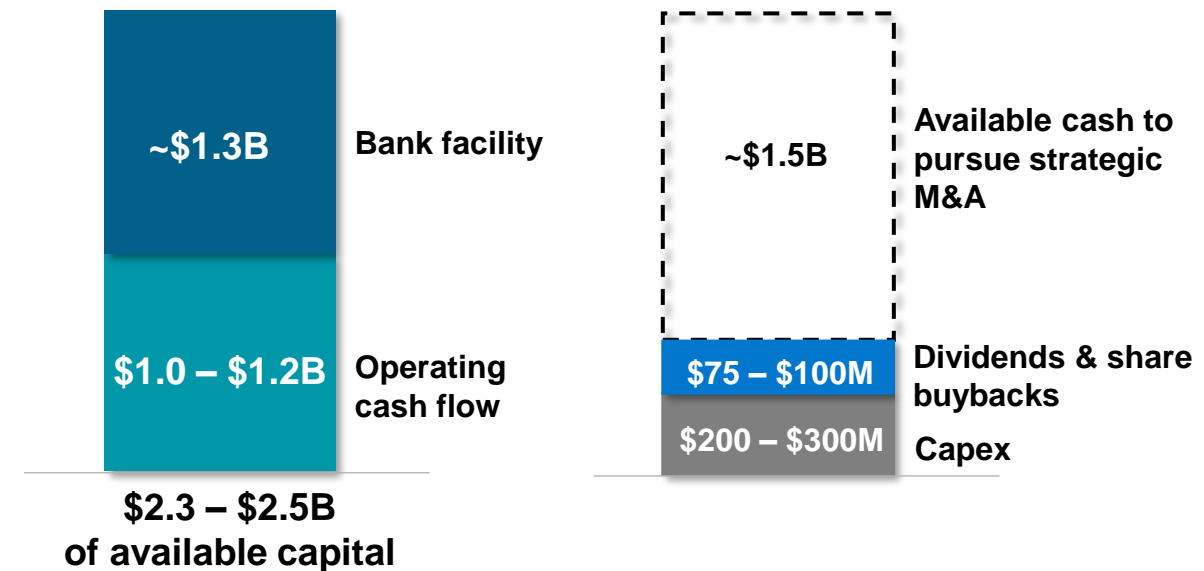 ~$1.3B
Bank facility
$1.0 – $1.2B
Operating
cash flow
$2.3 – $2.5B
of available capital
~$1.5B
Available cash to
pursue strategic
M&A
$75 – $100M
Dividends & share
buybacks
$200 – $300M
Capex